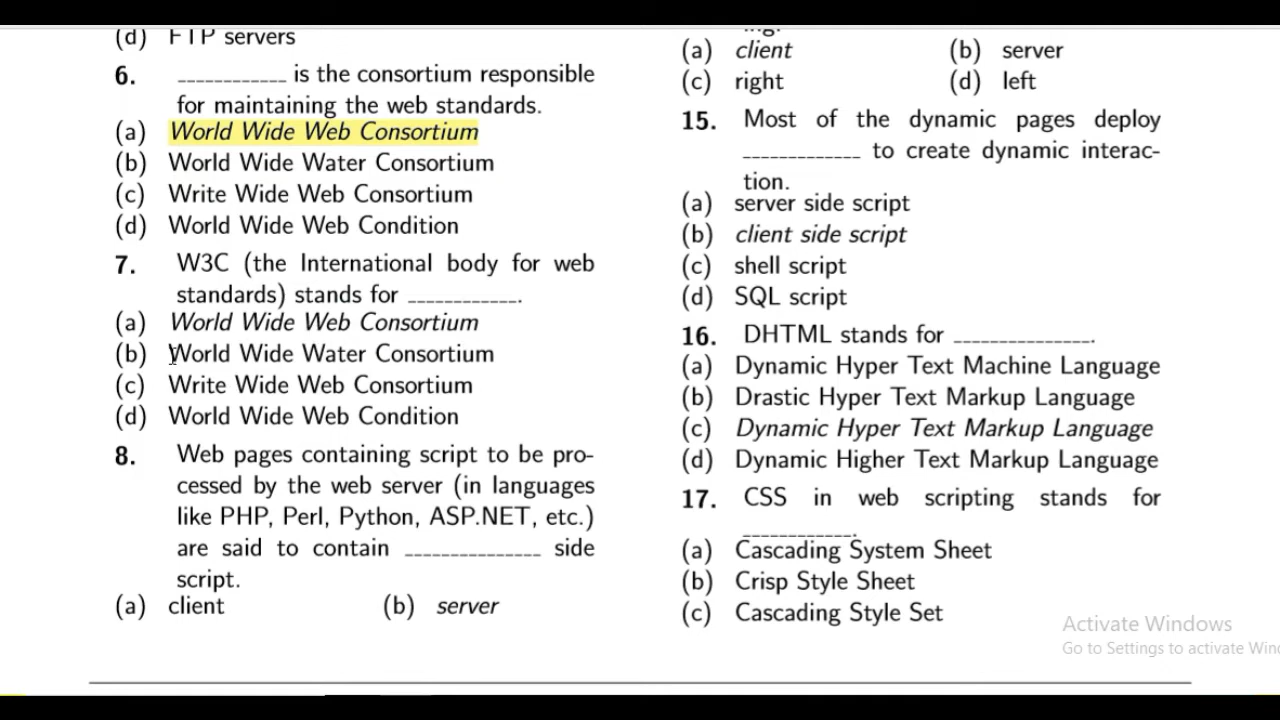 (d) FTP servers
6. ____________ is the consortium responsible
for maintaining the web standards.
(a) World Wide Web Consortium
(b) World Wide Water Consortium
(c) Write Wide Web Consortium
(d) World Wide Web Condition
7. W3C (the International body for web
standards) stands for ____________.
(a) World Wide Web Consortium
(b) World Wide Water Consortium
(c) Write Wide Web Consortium
(d) World Wide Web Condition
8. Web pages containing script to be pro-
cessed by the web server (in languages
like PHP, Perl, Python, ASP.NET, etc.)
are said to contain _______________ side
script.
(a) client (b) server
ing.
(a) client (b) server
(c) right (d) left
15. Most of the dynamic pages deploy
_____________ to create dynamic interac-
tion.
(a) server side script
(b) client side script
(c) shell script
(d) SQL script
16. DHTML stands for _______________.
(a) Dynamic Hyper Text Machine Language
(b) Drastic Hyper Text Markup Language
(c) Dynamic Hyper Text Markup Language
(d) Dynamic Higher Text Markup Language
17. CSS in web scripting stands for
____________.
(a) Cascading System Sheet
(b) Crisp Style Sheet
(c) Cascading Style Set
Activate Windows
Go to Settings to activate Win